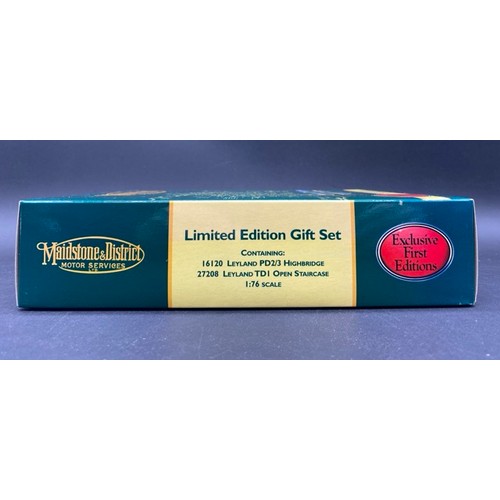 Maidstone & District
MOTOR SERVICES
Limited Edition Gift Set
CONTAINING:
16120 LEYLAND PD2/3 HIGHBRIDGE
27208 LEYLAND TD1 OPEN STAIRCASE
1:76 SCALE
Exclusive
First
Editions